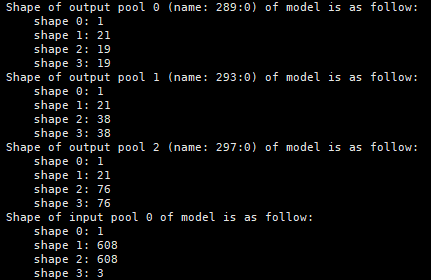 Shape of output pool 0 (name: 289:0) of model is as follow:
shape 0: 1
shape 1: 21
shape 2: 19
shape 3: 19
Shape of output pool 1 (name: 293:0) of model is as follow:
shape 0: 1
shape 1: 21
shape 2: 38
shape 3: 38
Shape of output pool 2 (name: 297:0) of model is as follow:
shape 0: 1
shape 1: 21
shape 2: 76
shape 3: 76
Shape of input pool 0 of model is as follow:
shape 0: 1
shape 1: 608
shape 2: 608
shape 3: 3